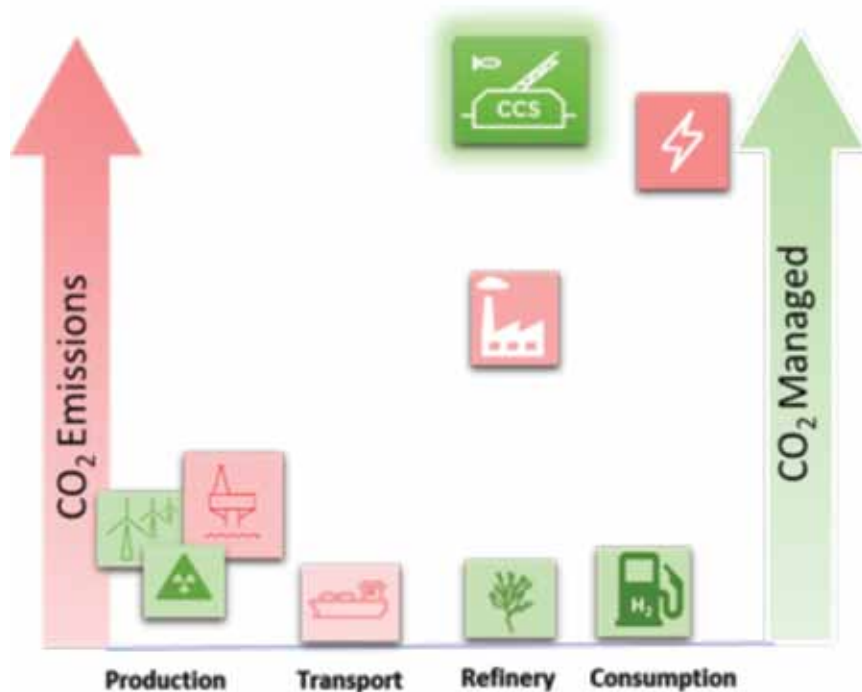 CCS
CO₂ Emissions
CO₂ Managed
H₂
Production
Transport
Refinery
Consumption